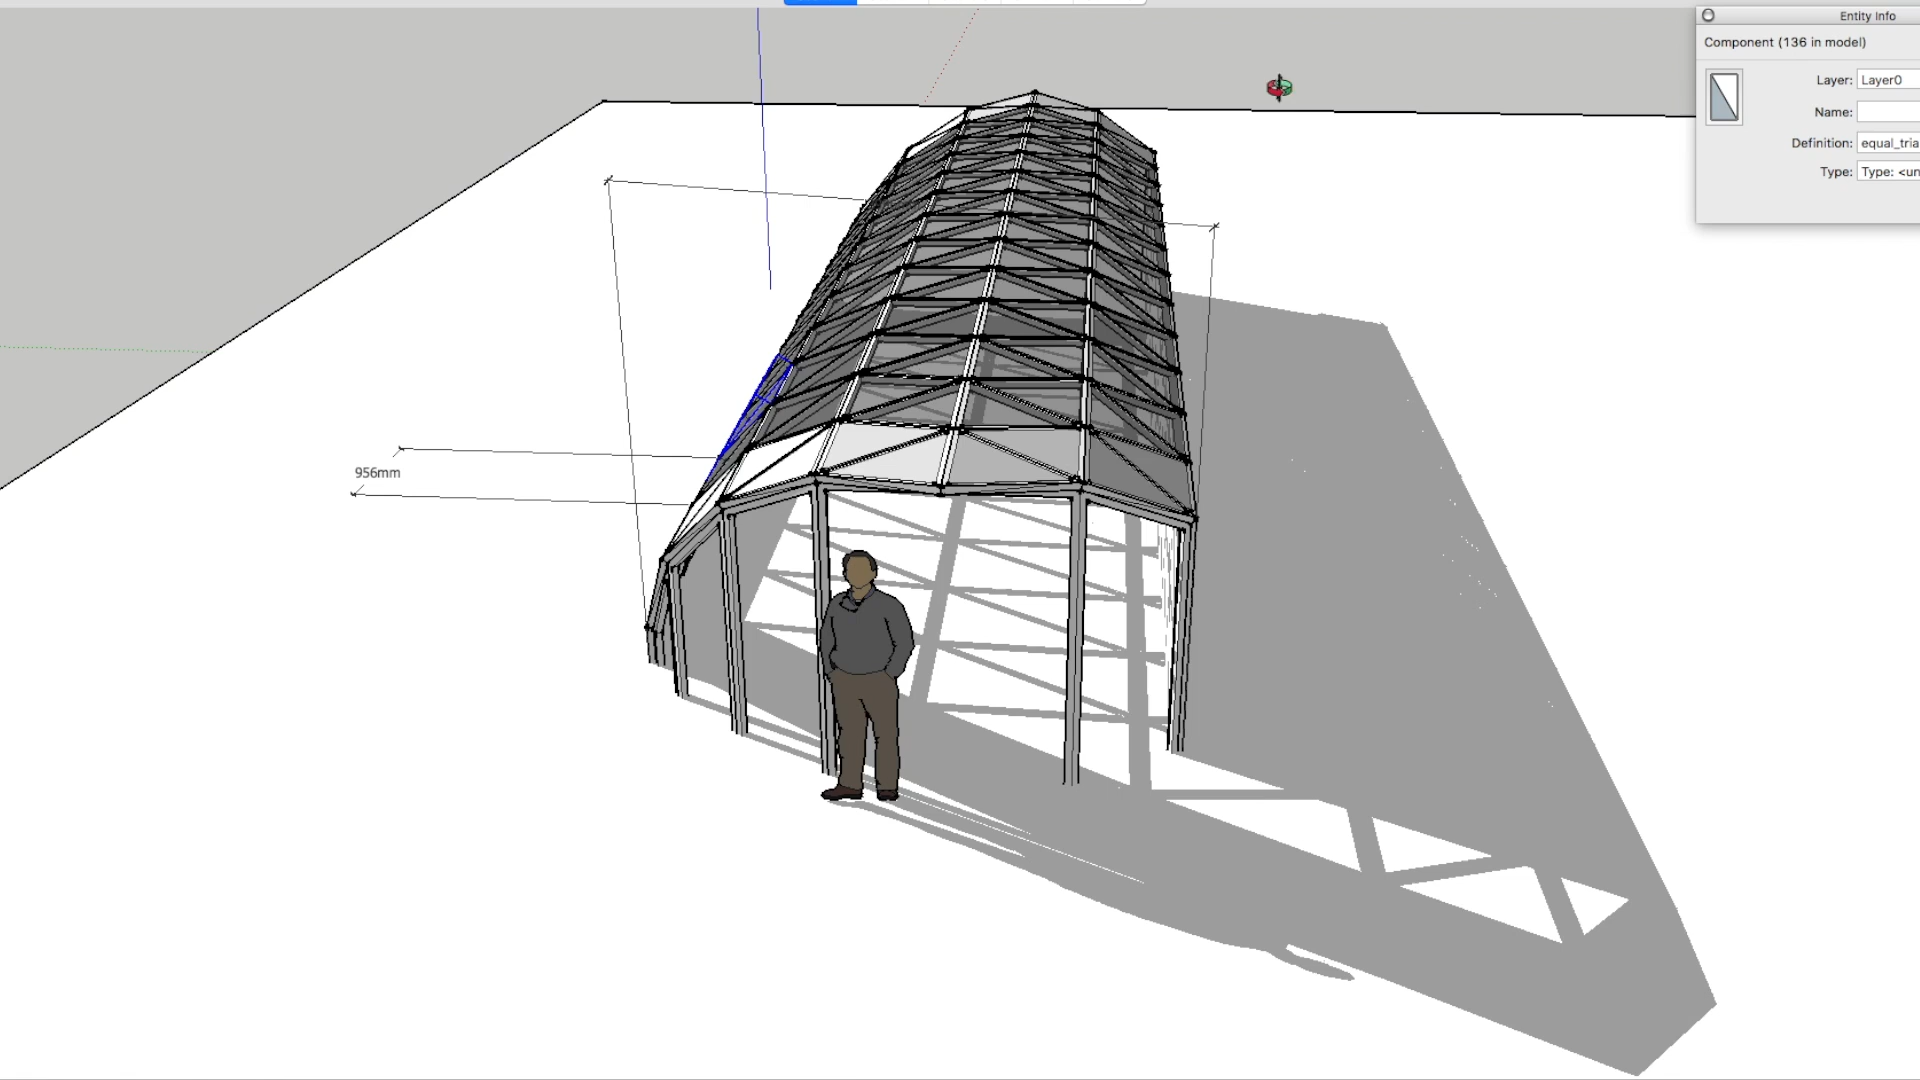 Entity Info
Component (136 in model)
Layer: Layer0
Name:
Definition: equal_tria
Type: Type: <un
956mm